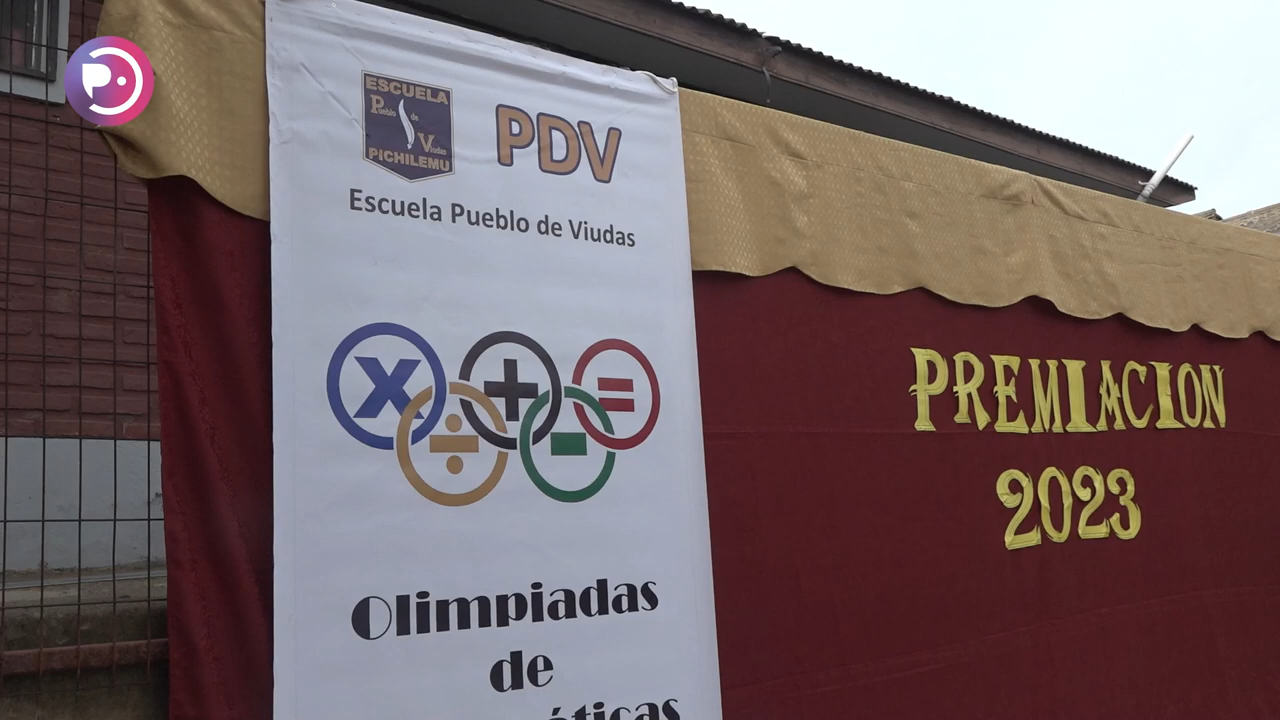 ESCUELA
Pueblo de
Viudas
PICHILEMU
PDV
Escuela Pueblo de Viudas
x + =
÷ -
Olimpiadas
de
PREMIACION
2023